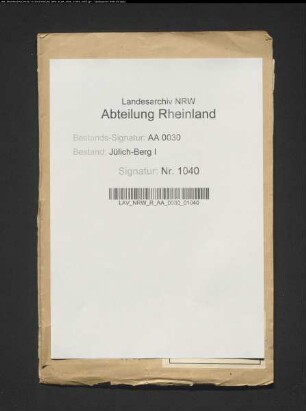 Landesarchiv NRW
Abteilung Rheinland
Bestands-Signatur: AA 0030
Bestand: Jülich-Berg I
Signatur: Nr. 1040
LAV_NRW_R_AA_0030_01040